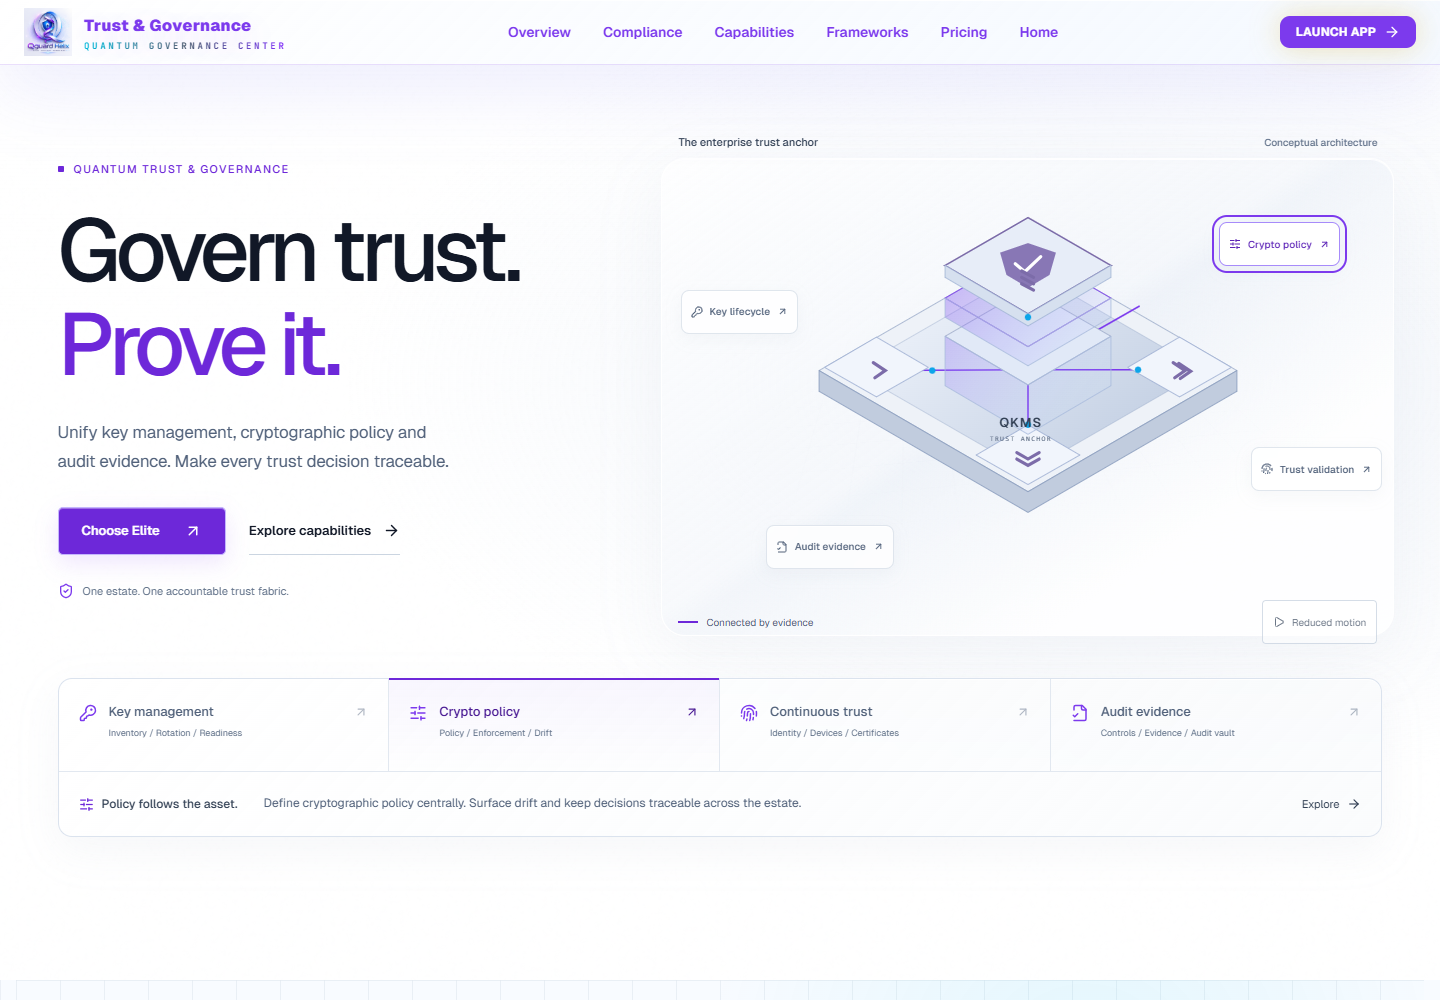 Qguard Helix
Trust & Governance
QUANTUM GOVERNANCE CENTER
Overview
Compliance
Capabilities
Frameworks
Pricing
Home
LAUNCH APP
QUANTUM TRUST & GOVERNANCE
Govern trust.
Prove it.
Unify key management, cryptographic policy and
audit evidence. Make every trust decision traceable.
Choose Elite
Explore capabilities
One estate. One accountable trust fabric.
The enterprise trust anchor
Conceptual architecture
Crypto policy
Key lifecycle
QKMS
TRUST ANCHOR
Trust validation
Audit evidence
Connected by evidence
Reduced motion
Key management
Inventory / Rotation / Readiness
Crypto policy
Policy / Enforcement / Drift
Continuous trust
Identity / Devices / Certificates
Audit evidence
Controls / Evidence / Audit vault
Policy follows the asset.
Define cryptographic policy centrally. Surface drift and keep decisions traceable across the estate.
Explore